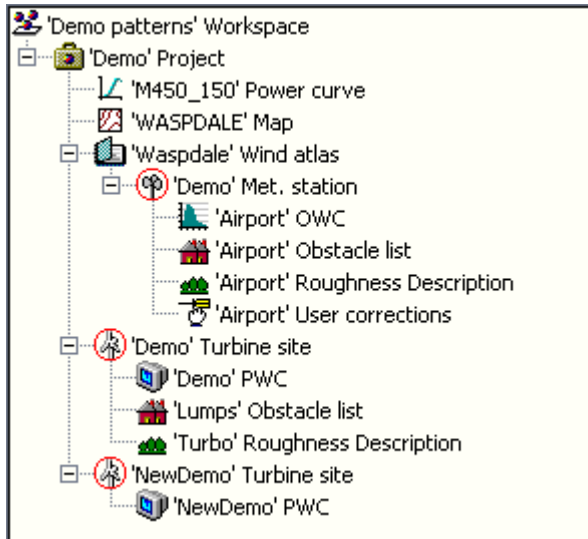 'Demo patterns' Workspace
'Demo' Project
'M450_150' Power curve
'WASPDALE' Map
'Waspdale' Wind atlas
'Demo' Met. station
'Airport' OWC
'Airport' Obstacle list
'Airport' Roughness Description
'Airport' User corrections
'Demo' Turbine site
'Demo' PWC
'Lumps' Obstacle list
'Turbo' Roughness Description
'NewDemo' Turbine site
'NewDemo' PWC